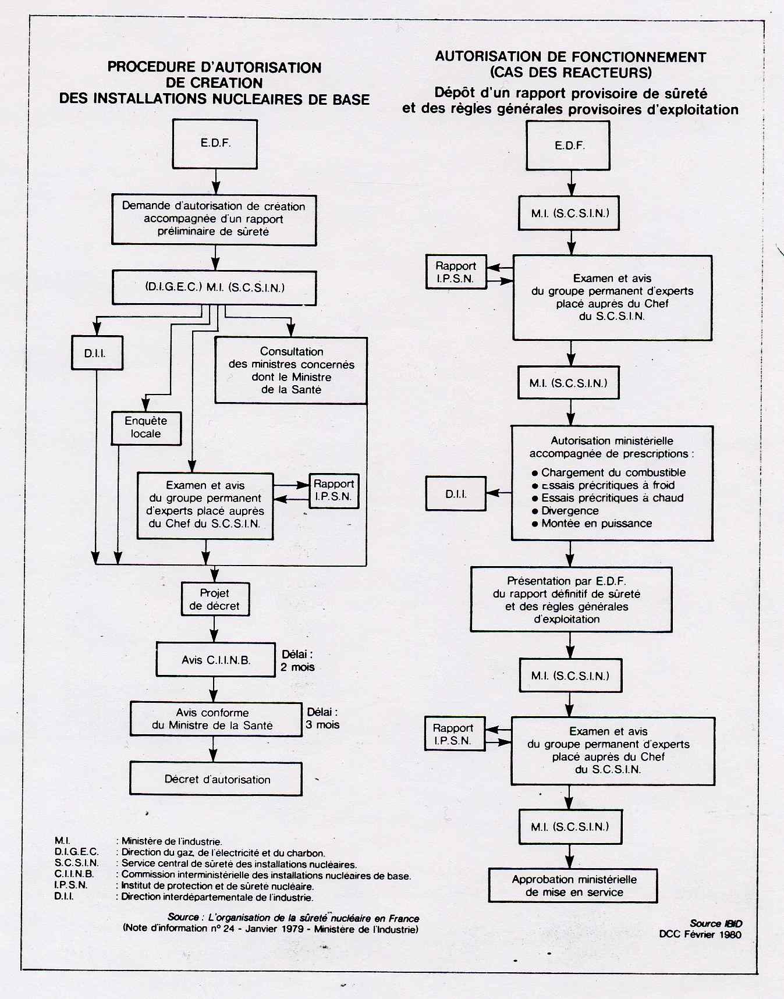 PROCEDURE D'AUTORISATION
DE CREATION
DES INSTALLATIONS NUCLEAIRES DE BASE
E.D.F.
Demande d'autorisation de création
accompagnée d'un rapport
préliminaire de sûreté
(D.I.G.E.C.) M.I. (S.C.S.I.N.)
D.I.I.
Consultation
des ministres concernés
dont le Ministre
de la Santé
Enquête
locale
Examen et avis
du groupe permanent
d'experts placé auprès
du Chef du S.C.S.I.N.
Rapport
I.P.S.N.
Projet
de décret
Avis C.I.I.N.B.
Délai :
2 mois
Avis conforme
du Ministre de la Santé
Délai :
3 mois
Décret d'autorisation
M.I. : Ministère de l'industrie.
D.I.G.E.C. : Direction du gaz, de l'électricité et du charbon.
S.C.S.I.N. : Service central de sûreté des installations nucléaires.
C.I.I.N.B. : Commission interministérielle des installations nucléaires de base.
I.P.S.N. : Institut de protection et de sûreté nucléaire.
D.I.I. : Direction interdépartementale de l'industrie.
Source : L'organisation de la sûreté nucléaire en France
(Note d'information n° 24 - Janvier 1979 - Ministère de l'Industrie)
AUTORISATION DE FONCTIONNEMENT
(CAS DES REACTEURS)
Dépôt d'un rapport provisoire de sûreté
et des règles générales provisoires d'exploitation
E.D.F.
M.I. (S.C.S.I.N.)
Rapport
I.P.S.N.
Examen et avis
du groupe permanent d'experts
placé auprès du Chef
du S.C.S.I.N.
M.I. (S.C.S.I.N.)
Autorisation ministérielle
accompagnée de prescriptions :
● Chargement du combustible
● Essais précritiques à froid
● Essais précritiques à chaud
● Divergence
● Montée en puissance
D.I.I.
Présentation par E.D.F.
du rapport définitif de sûreté
et des règles générales
d'exploitation
M.I. (S.C.S.I.N.)
Rapport
I.P.S.N.
Examen et avis
du groupe permanent d'experts
placé auprès du Chef
du S.C.S.I.N.
M.I. (S.C.S.I.N.)
Approbation ministérielle
de mise en service
Source IBID
DCC Février 1980